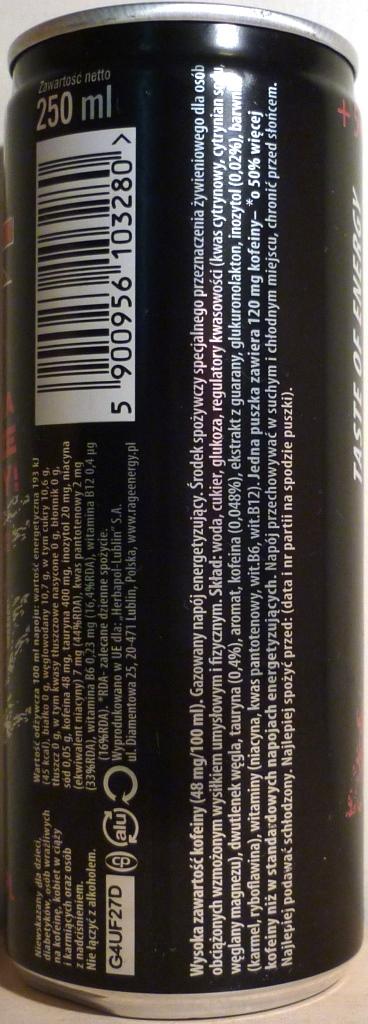 Zawartość netto
250 ml
5 900956 103280 >
Wartość odżywcza 100 ml napoju: wartość energetyczna 193 kJ
(45 kcal), białko 0 g, węglowodany 10,7 g, w tym cukry 10,6 g,
tłuszcz 0 g, w tym kwasy tłuszczowe nasycone 0 g, błonnik 0 g,
sód 0,05 g, kofeina 48 mg, tauryna 400 mg, inozytol 20 mg, niacyna
(ekwiwalent niacyny) 7 mg (44%RDA), kwas pantotenowy 2 mg
(33%RDA), witamina B6 0,23 mg (16,4%RDA), witamina B12 0,4 µg
(16%RDA). *RDA- zalecane dzienne spożycie.
Wyprodukowano w UE dla: „Herbapol-Lublin” S.A.
ul. Diamentowa 25, 20-471 Lublin, Polska, www.rageenergy.pl
Niewskazany dla dzieci,
diabetyków, osób wrażliwych
na kofeinę, kobiet w ciąży
i karmiących oraz osób
z nadciśnieniem.
Nie łączyć z alkoholem.
G4UF27D
alu
Wysoka zawartość kofeiny (48 mg/100 ml). Gazowany napój energetyzujący. Środek spożywczy specjalnego przeznaczenia żywieniowego dla osób
obciążonych wzmożonym wysiłkiem umysłowym i fizycznym. Skład: woda, cukier, glukoza, regulatory kwasowości (kwas cytrynowy, cytrynian sodu,
węglany magnezu), dwutlenek węgla, tauryna (0,4%), aromat, kofeina (0,048%), ekstrakt z guarany, glukuronolakton, inozytol (0,02%), barwniki
(karmel, ryboflawina), witaminy (niacyna, kwas pantotenowy, wit.B6, wit.B12). Jedna puszka zawiera 120 mg kofeiny– *o 50% więcej
kofeiny niż w standardowych napojach energetyzujących. Napój przechowywać w suchym i chłodnym miejscu, chronić przed słońcem.
Najlepiej podawać schłodzony. Najlepiej spożyć przed: (data i nr partii na spodzie puszki).
TASTE OF ENERGY